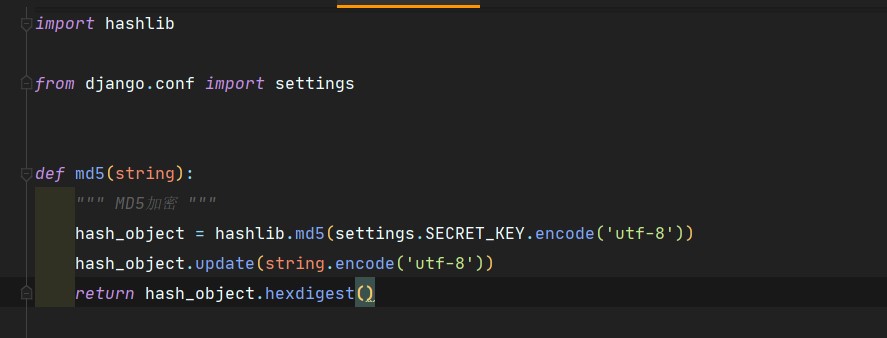 import hashlib
from django.conf import settings
def md5(string):
""" MD5加密 """
hash_object = hashlib.md5(settings.SECRET_KEY.encode('utf-8'))
hash_object.update(string.encode('utf-8'))
return hash_object.hexdigest()